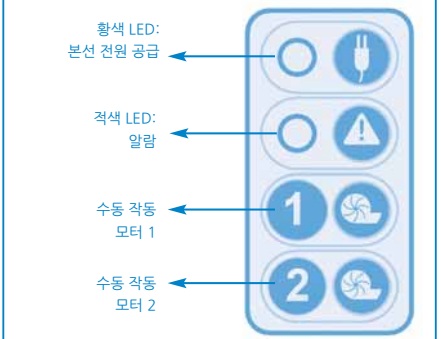 황색 LED:
본선 전원 공급
적색 LED:
알람
수동 작동
모터 1
1
수동 작동
모터 2
2